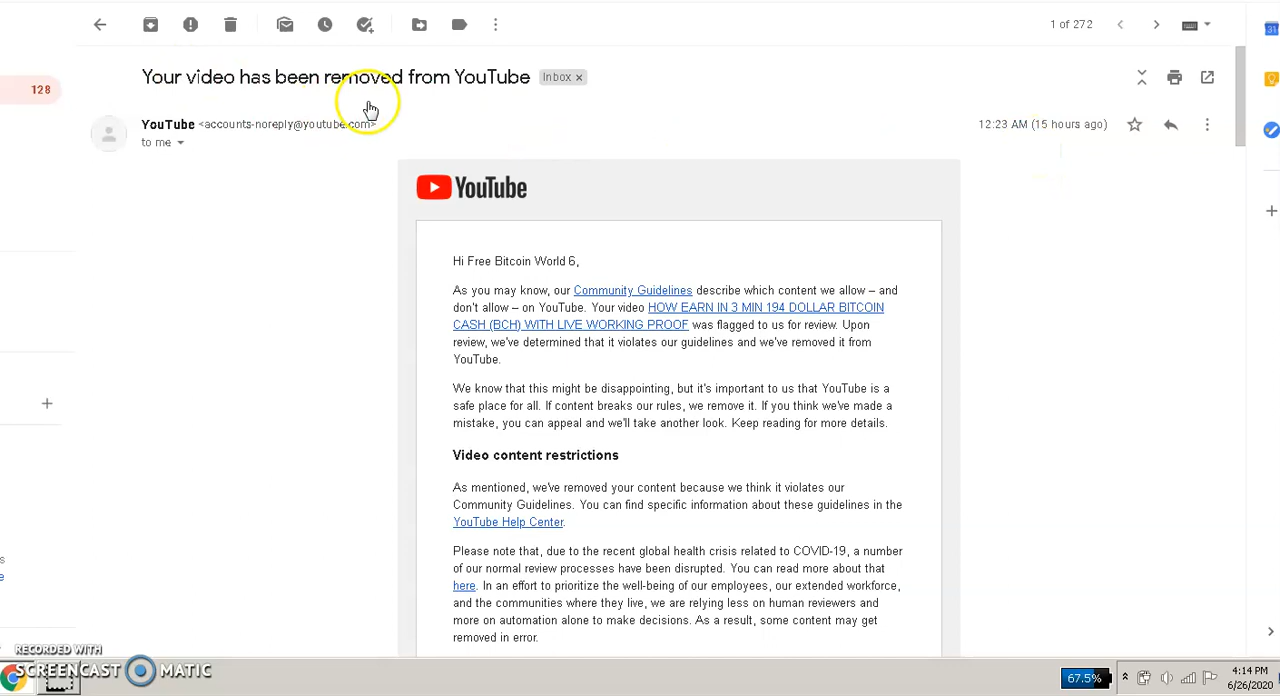 1 of 272
31
Your video has been removed from YouTube
Inbox ×
128
YouTube <accounts-noreply@youtube.com>
12:23 AM (15 hours ago)
to me
YouTube
Hi Free Bitcoin World 6,
As you may know, our Community Guidelines describe which content we allow – and
don't allow – on YouTube. Your video HOW EARN IN 3 MIN 194 DOLLAR BITCOIN
CASH (BCH) WITH LIVE WORKING PROOF was flagged to us for review. Upon
review, we've determined that it violates our guidelines and we've removed it from
YouTube.
We know that this might be disappointing, but it's important to us that YouTube is a
safe place for all. If content breaks our rules, we remove it. If you think we've made a
mistake, you can appeal and we'll take another look. Keep reading for more details.
Video content restrictions
As mentioned, we've removed your content because we think it violates our
Community Guidelines. You can find specific information about these guidelines in the
YouTube Help Center.
Please note that, due to the recent global health crisis related to COVID-19, a number
of our normal review processes have been disrupted. You can read more about that
here. In an effort to prioritize the well-being of our employees, our extended workforce,
and the communities where they live, we are relying less on human reviewers and
more on automation alone to make decisions. As a result, some content may get
removed in error.
s
e
RECORDED WITH
SCREENCAST MATIC
67.5%
4:14 PM
6/26/2020